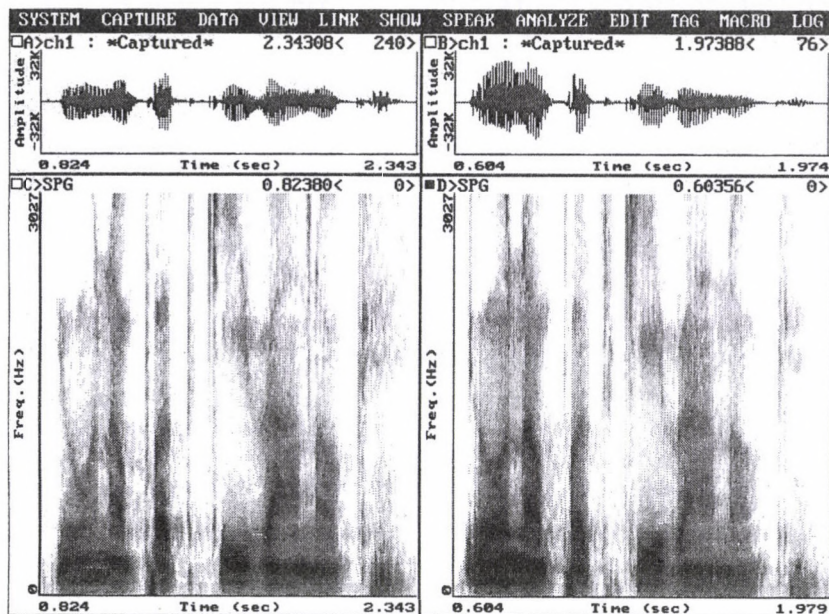 SYSTEM CAPTURE DATA VIEW LINK SHOW SPEAK ANALYZE EDIT TAG MACRO LOG
A>ch1 : *Captured* 2.34308< 240>
Amplitude
32K
-32K
0.824 Time (sec) 2.343
B>ch1 : *Captured* 1.97388< 76>
Amplitude
32K
-32K
0.604 Time (sec) 1.974
C>SPG 0.82380< 0>
3027
Freq.(Hz)
0
0.824 Time (sec) 2.343
D>SPG 0.60356< 0>
3027
Freq.(Hz)
0
0.604 Time (sec) 1.979